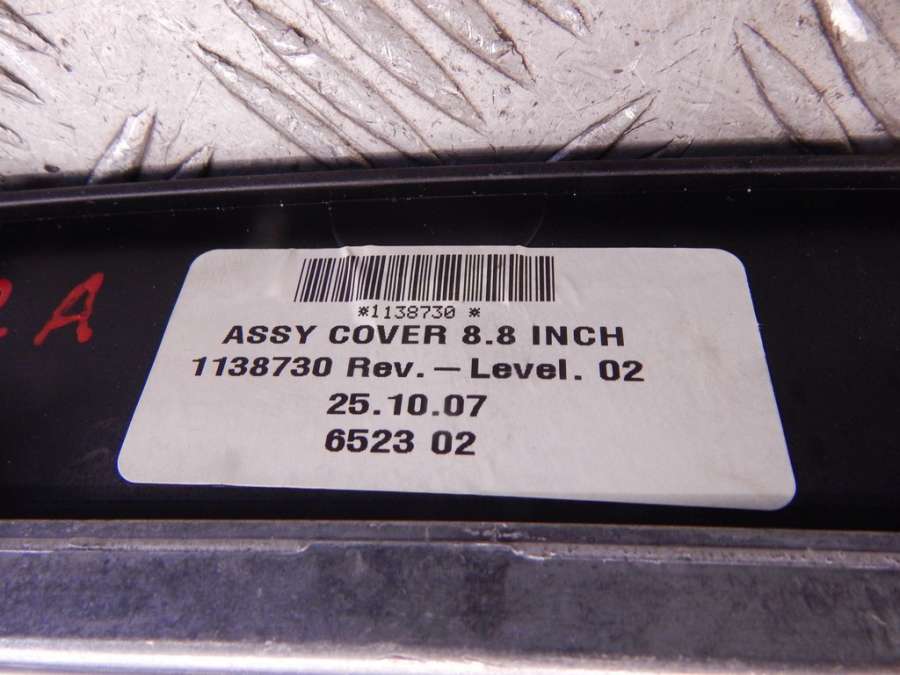 *1138730 *
ASSY COVER 8.8 INCH
1138730 Rev. – Level. 02
25.10.07
6523 02
A